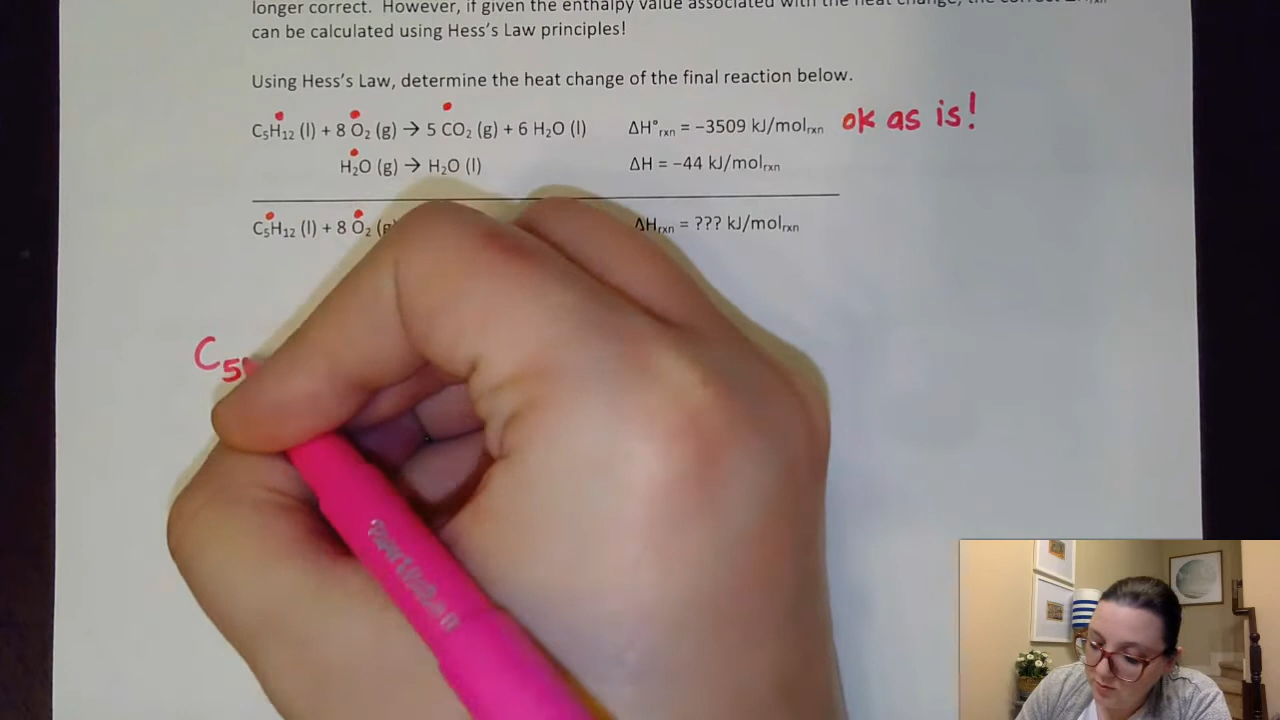 longer correct. However, if given the enthalpy value associated with the heat change, the correct ΔH°rxn
can be calculated using Hess's Law principles!
Using Hess's Law, determine the heat change of the final reaction below.
C₅H₁₂ (l) + 8 O₂ (g) → 5 CO₂ (g) + 6 H₂O (l) ΔH°rxn = −3509 kJ/molrxn ok as is!
H₂O (g) → H₂O (l) ΔH = −44 kJ/molrxn
C₅H₁₂ (l) + 8 O₂ (g) ΔHrxn = ??? kJ/molrxn
C₅